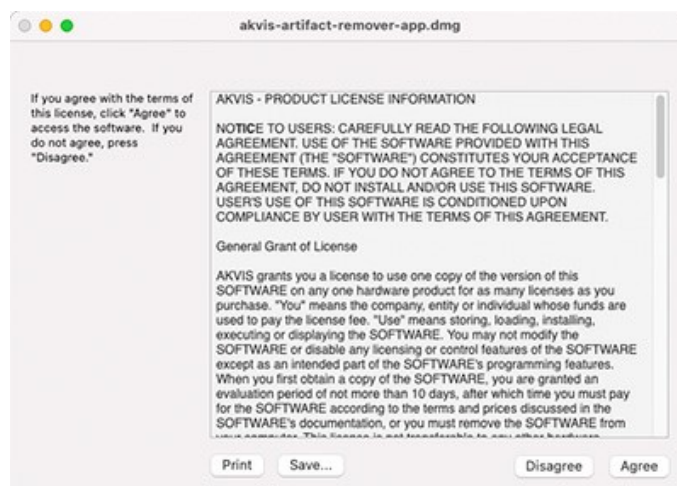 akvis-artifact-remover-app.dmg
If you agree with the terms of
this license, click "Agree" to
access the software. If you
do not agree, press
"Disagree."
AKVIS - PRODUCT LICENSE INFORMATION
NOTICE TO USERS: CAREFULLY READ THE FOLLOWING LEGAL
AGREEMENT. USE OF THE SOFTWARE PROVIDED WITH THIS
AGREEMENT (THE "SOFTWARE") CONSTITUTES YOUR ACCEPTANCE
OF THESE TERMS. IF YOU DO NOT AGREE TO THE TERMS OF THIS
AGREEMENT, DO NOT INSTALL AND/OR USE THIS SOFTWARE.
USER'S USE OF THIS SOFTWARE IS CONDITIONED UPON
COMPLIANCE BY USER WITH THE TERMS OF THIS AGREEMENT.
General Grant of License
AKVIS grants you a license to use one copy of the version of this
SOFTWARE on any one hardware product for as many licenses as you
purchase. "You" means the company, entity or individual whose funds are
used to pay the license fee. "Use" means storing, loading, installing,
executing or displaying the SOFTWARE. You may not modify the
SOFTWARE or disable any licensing or control features of the SOFTWARE
except as an intended part of the SOFTWARE's programming features.
When you first obtain a copy of the SOFTWARE, you are granted an
evaluation period of not more than 10 days, after which time you must pay
for the SOFTWARE according to the terms and prices discussed in the
SOFTWARE's documentation, or you must remove the SOFTWARE from
your computer. This license is not transferable to any other hardware
Print Save... Disagree Agree